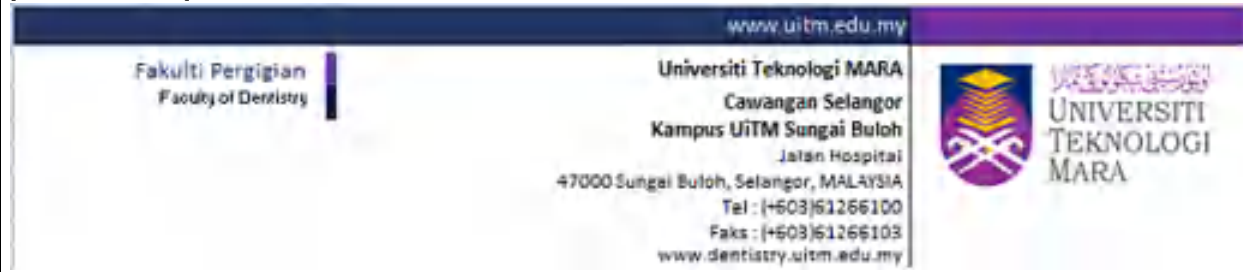 www.uitm.edu.my
Fakulti Pergigian
Faculty of Dentistry
Universiti Teknologi MARA
Cawangan Selangor
Kampus UiTM Sungai Buloh
Jalan Hospital
47000 Sungai Buloh, Selangor, MALAYSIA
Tel : (+603)61266100
Faks : (+603)61266103
www.dentistry.uitm.edu.my
UNIVERSITI
TEKNOLOGI
MARA